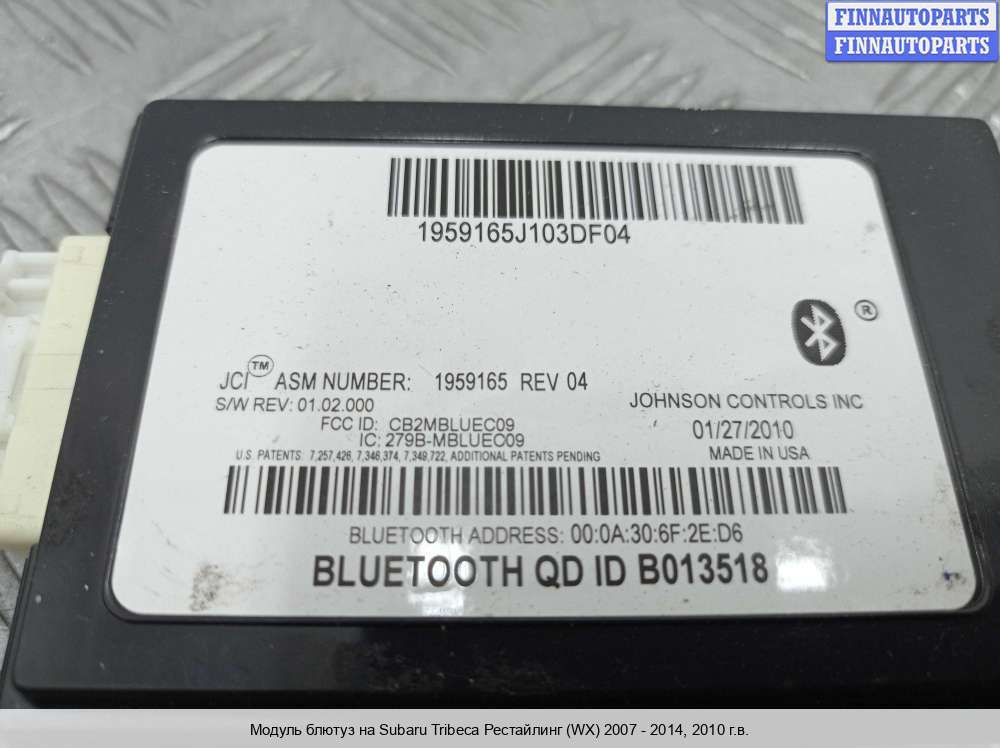 FINNAUTOPARTS
FINNAUTOPARTS
1959165J103DF04
®
JCI™ ASM NUMBER: 1959165 REV 04
S/W REV: 01.02.000
FCC ID: CB2MBLUEC09
IC: 279B-MBLUEC09
U.S. PATENTS: 7,257,426, 7,346,374, 7,349,722, ADDITIONAL PATENTS PENDING
JOHNSON CONTROLS INC
01/27/2010
MADE IN USA
BLUETOOTH ADDRESS: 00:0A:30:6F:2E:D6
BLUETOOTH QD ID B013518
Модуль блютуз на Subaru Tribeca Рестайлинг (WX) 2007 - 2014, 2010 г.в.